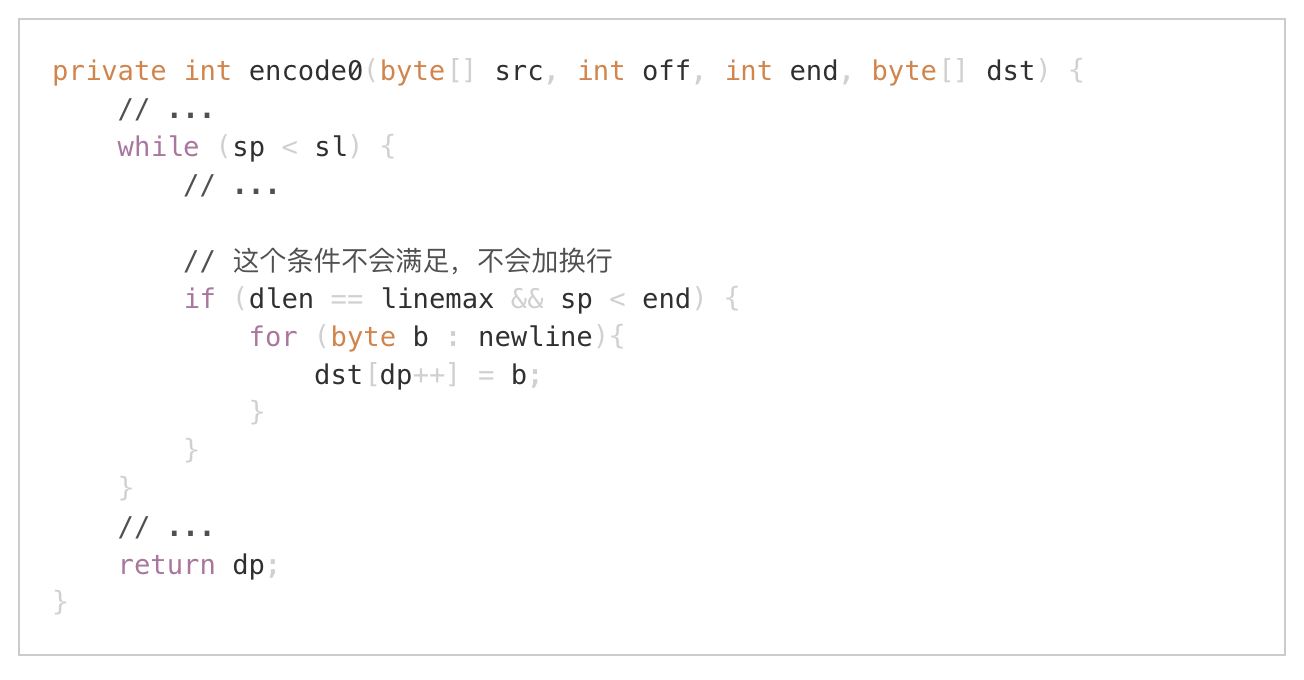 private int encode0(byte[] src, int off, int end, byte[] dst) {
    // ...
    while (sp < sl) {
        // ...

        // 这个条件不会满足，不会加换行
        if (dlen == linemax && sp < end) {
            for (byte b : newline){
                dst[dp++] = b;
            }
        }
    }
    // ...
    return dp;
}